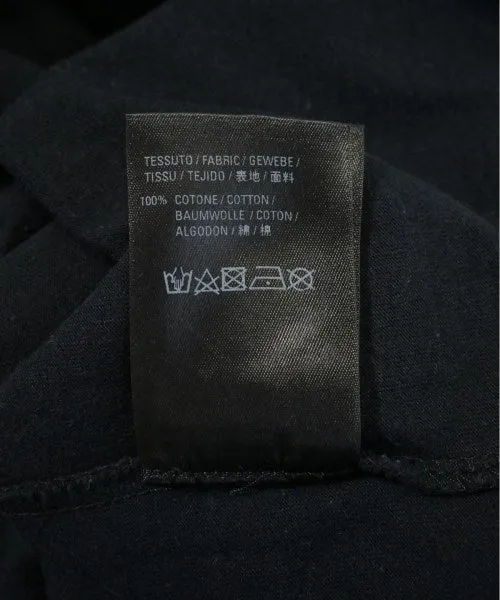 TESSUTO / FABRIC / GEWEBE /
TISSU / TEJIDO / 表地 / 面料
100% COTONE / COTTON /
BAUMWOLLE / COTON /
ALGODON / 綿 / 棉